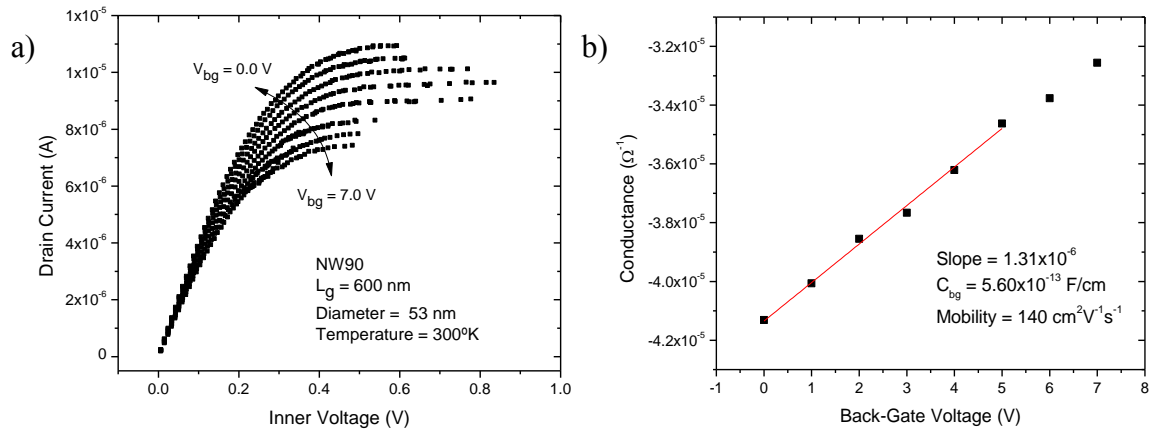 a)
Drain Current (A)
1x10⁻⁵
1x10⁻⁵
8x10⁻⁶
6x10⁻⁶
4x10⁻⁶
2x10⁻⁶
0
V_bg = 0.0 V
V_bg = 7.0 V
NW90
L_g = 600 nm
Diameter = 53 nm
Temperature = 300ºK
0.0 0.2 0.4 0.6 0.8 1.0
Inner Voltage (V)
b)
Conductance (Ω⁻¹)
-3.2x10⁻⁵
-3.4x10⁻⁵
-3.6x10⁻⁵
-3.8x10⁻⁵
-4.0x10⁻⁵
-4.2x10⁻⁵
Slope = 1.31x10⁻⁶
C_bg = 5.60x10⁻¹³ F/cm
Mobility = 140 cm²V⁻¹s⁻¹
-1 0 1 2 3 4 5 6 7 8
Back-Gate Voltage (V)